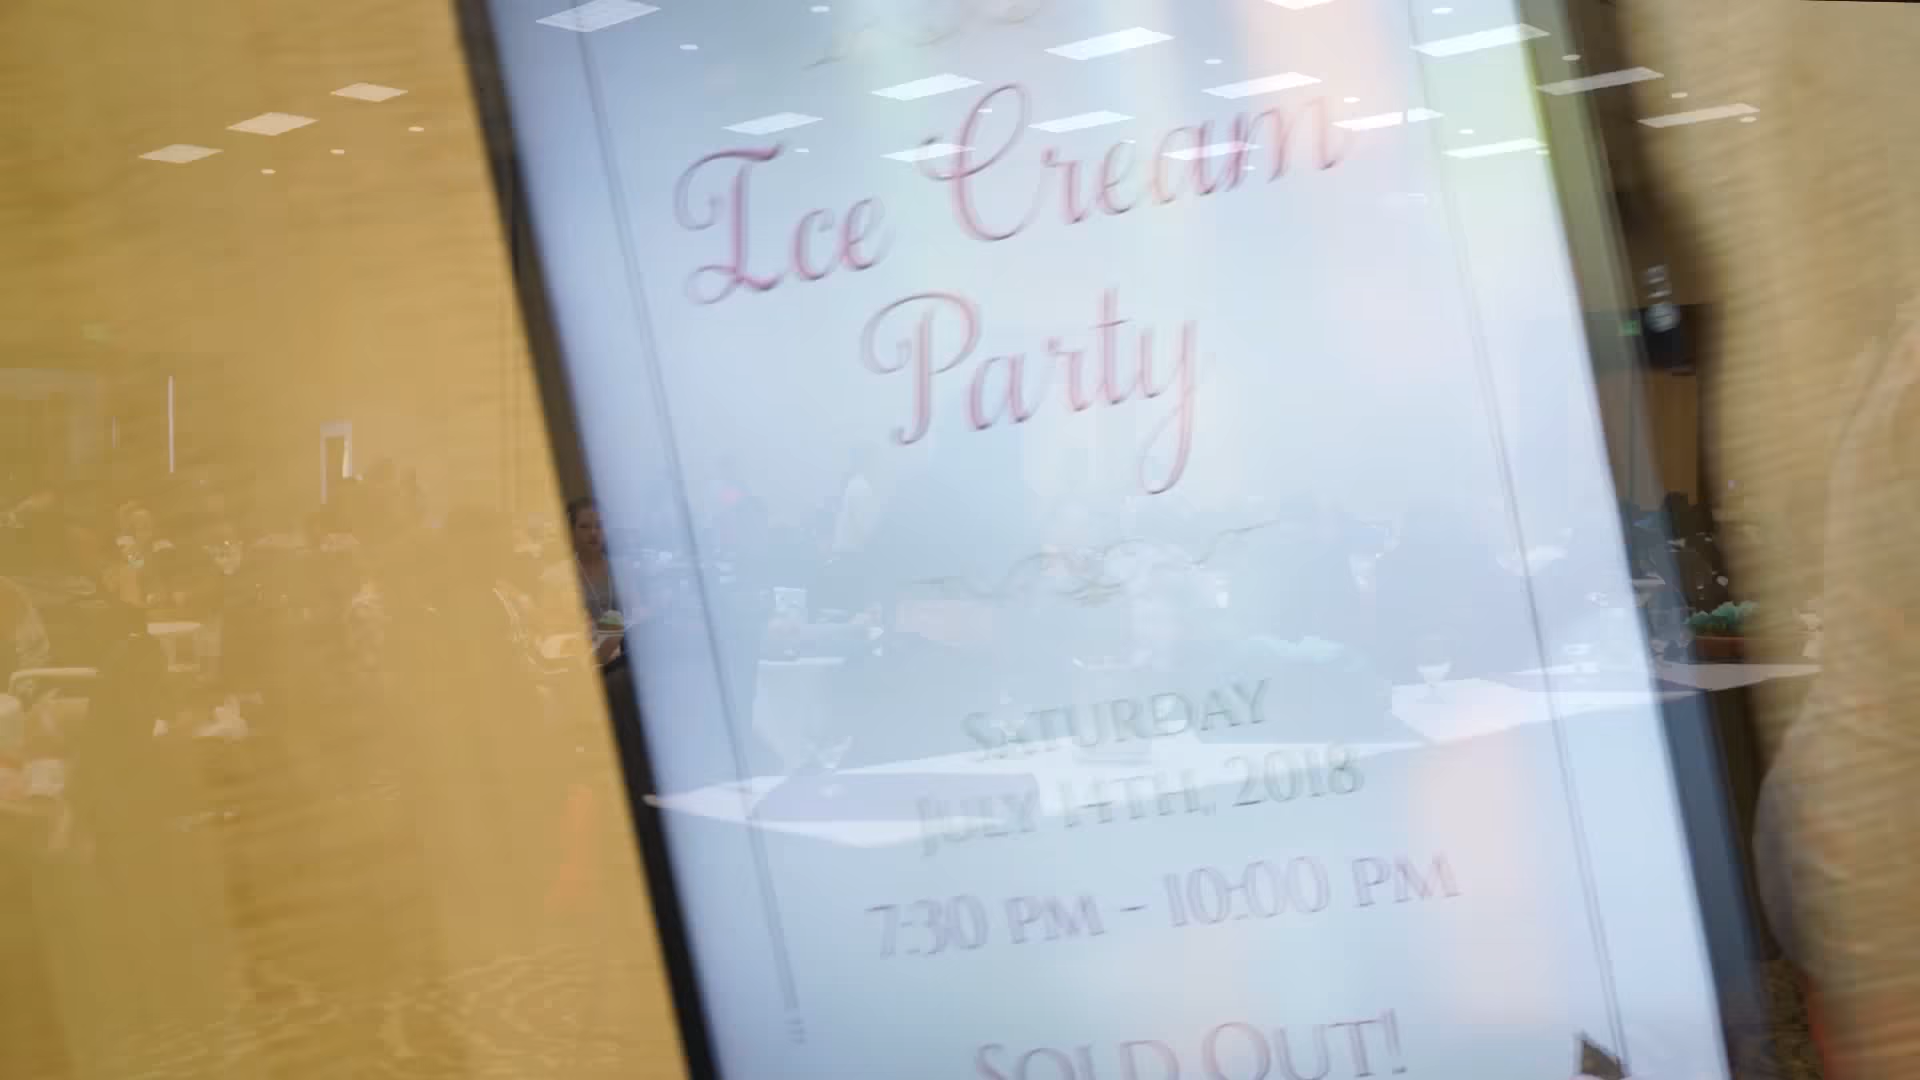 Ice Cream
Party
SATURDAY
JULY 14TH, 2018
7:30 PM - 10:00 PM
SOLD OUT!